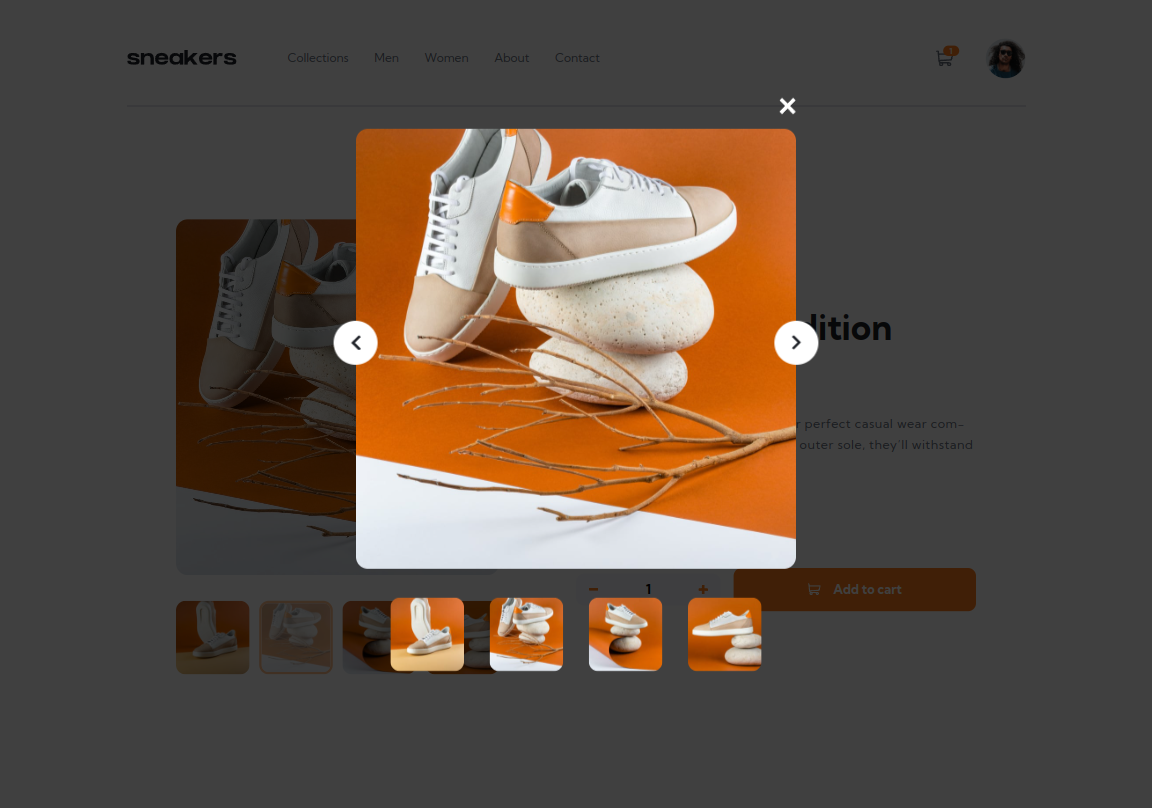 sneakers
Collections Men Women About Contact
1
lition
r perfect casual wear com-
outer sole, they'll withstand
− 1 + Add to cart